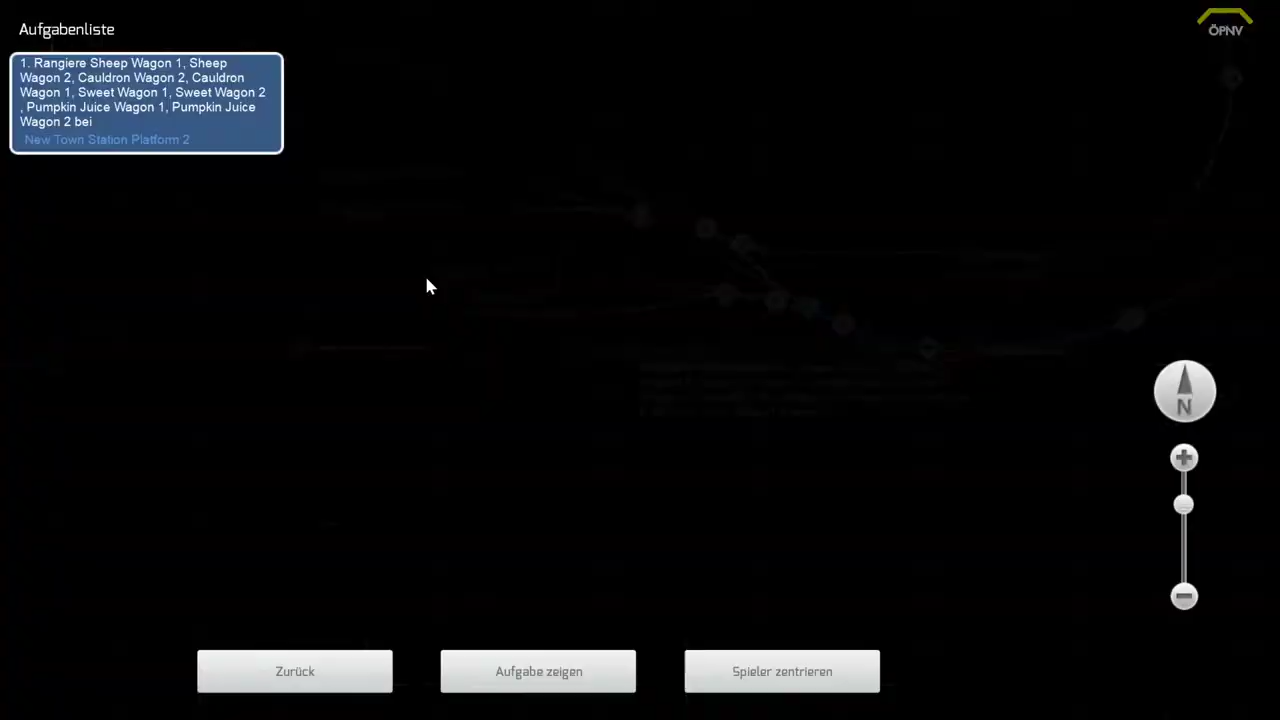 Aufgabenliste
ÖPNV
1. Rangiere Sheep Wagon 1, Sheep
Wagon 2, Cauldron Wagon 2, Cauldron
Wagon 1, Sweet Wagon 1, Sweet Wagon 2
, Pumpkin Juice Wagon 1, Pumpkin Juice
Wagon 2 bei
New Town Station Platform 2
N
Zurück
Aufgabe zeigen
Spieler zentrieren